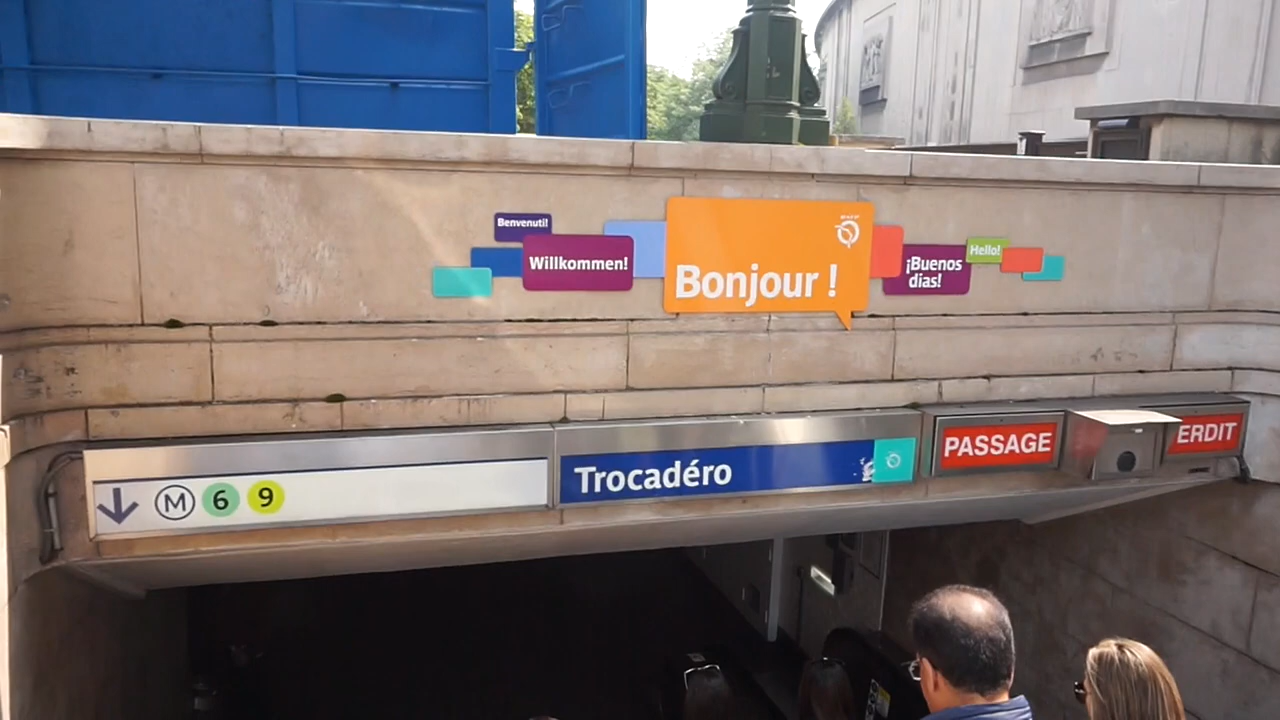 Benvenuti!
Willkommen!
Bonjour !
¡Buenos
días!
Hello!
M 6 9
Trocadéro
PASSAGE
ERDIT